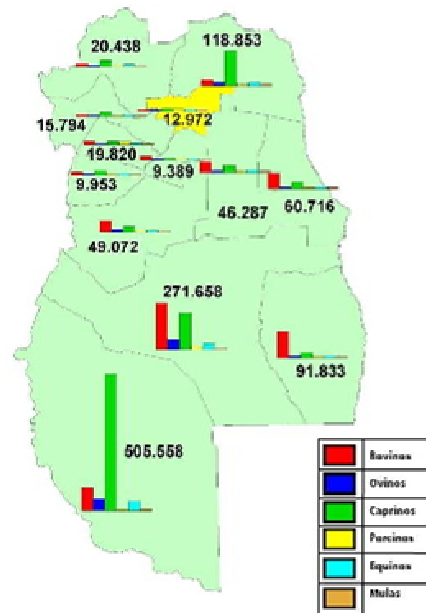 20.438
118.853
15.794
12.972
19.820
9.389
9.953
46.287
60.716
49.072
271.658
91.833
505.558
Bovinos
Ovinos
Caprinos
Porcinos
Equinos
Mulas